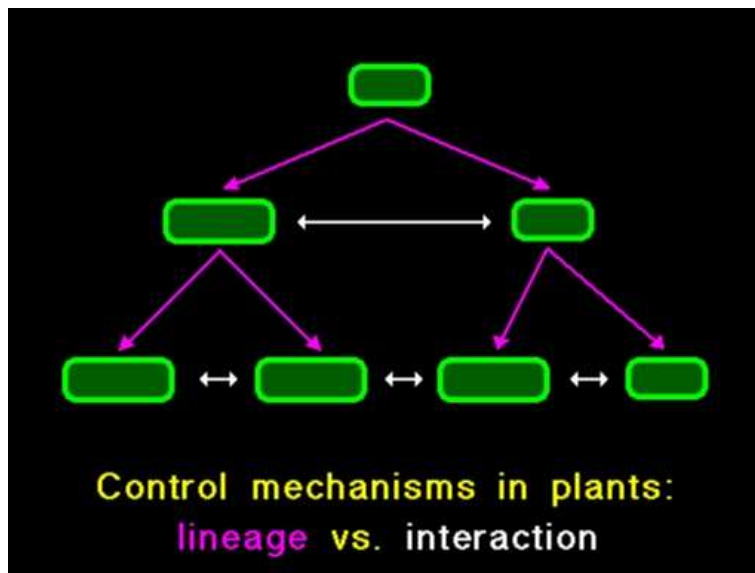 Control mechanisms in plants:
lineage vs. interaction